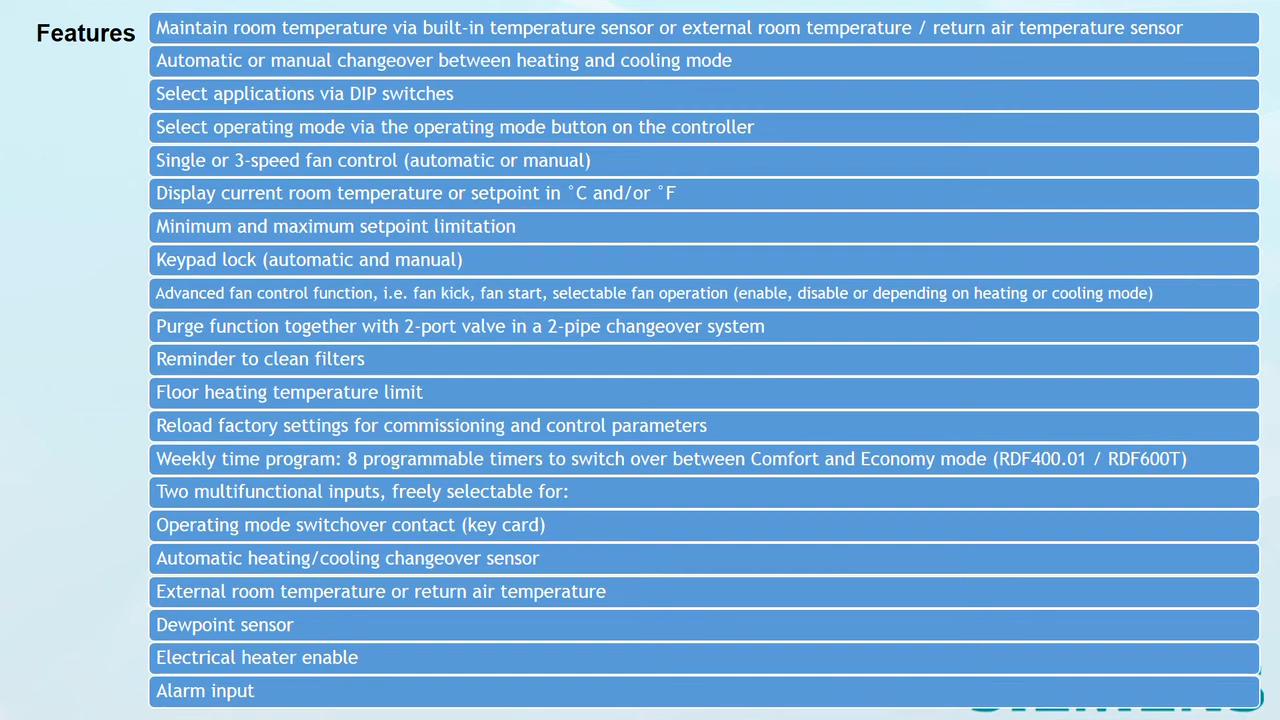 Features
Maintain room temperature via built-in temperature sensor or external room temperature / return air temperature sensor
Automatic or manual changeover between heating and cooling mode
Select applications via DIP switches
Select operating mode via the operating mode button on the controller
Single or 3-speed fan control (automatic or manual)
Display current room temperature or setpoint in °C and/or °F
Minimum and maximum setpoint limitation
Keypad lock (automatic and manual)
Advanced fan control function, i.e. fan kick, fan start, selectable fan operation (enable, disable or depending on heating or cooling mode)
Purge function together with 2-port valve in a 2-pipe changeover system
Reminder to clean filters
Floor heating temperature limit
Reload factory settings for commissioning and control parameters
Weekly time program: 8 programmable timers to switch over between Comfort and Economy mode (RDF400.01 / RDF600T)
Two multifunctional inputs, freely selectable for:
Operating mode switchover contact (key card)
Automatic heating/cooling changeover sensor
External room temperature or return air temperature
Dewpoint sensor
Electrical heater enable
Alarm input